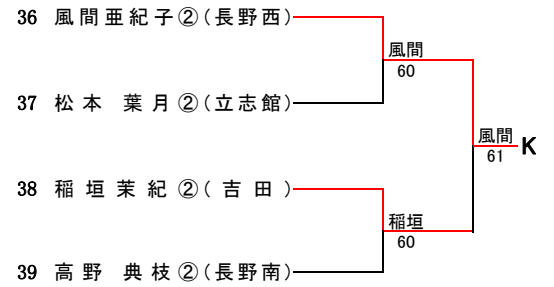 36 風間亜紀子②(長野西)
風間
60
37 松本 葉月②(立志館)
風間
61
K
38 稲垣茉紀②(吉田)
稲垣
60
39 高野 典枝②(長野南)